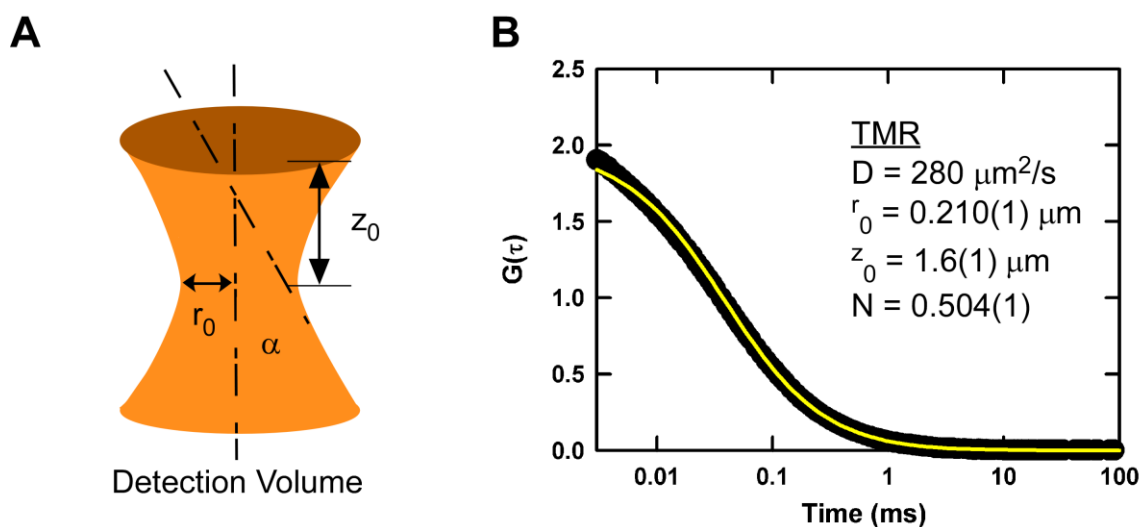 A
z0
r0
α
Detection Volume
B
2.5
2.0
1.5
1.0
0.5
0.0
G(τ)
TMR
D = 280 μm²/s
r0 = 0.210(1) μm
z0 = 1.6(1) μm
N = 0.504(1)
0.01 0.1 1 10 100
Time (ms)